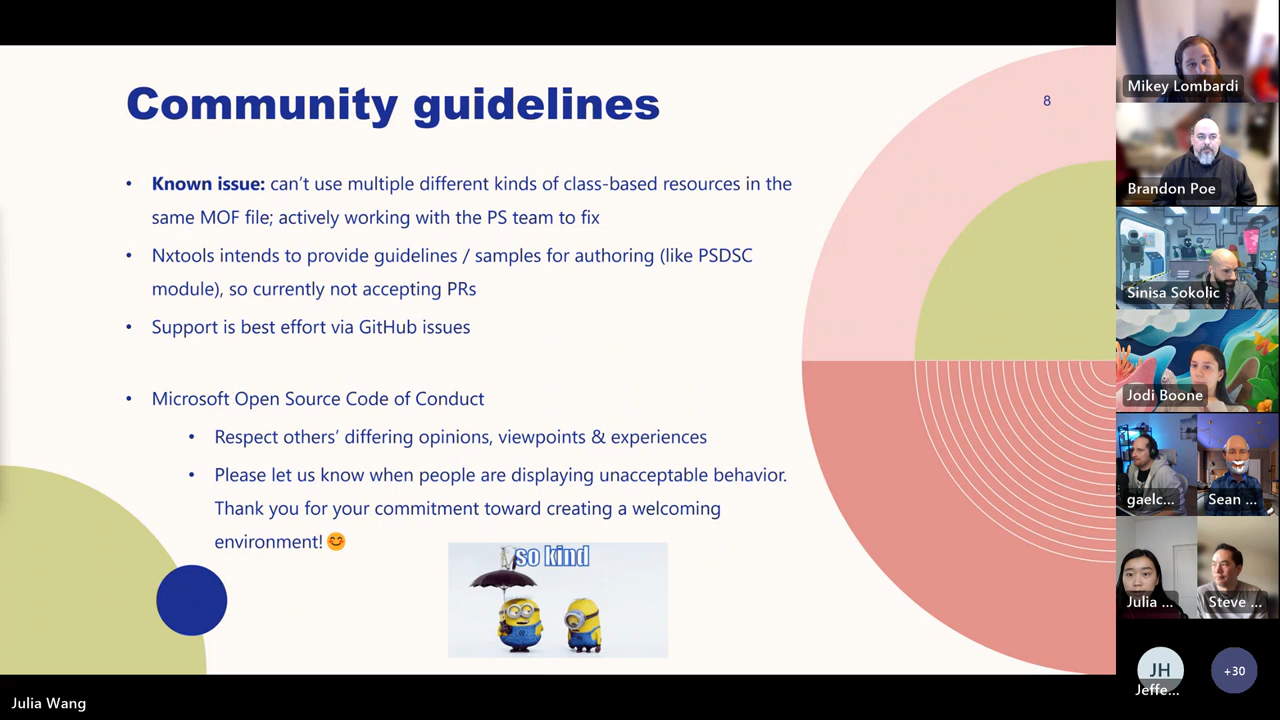 Community guidelines
8
• Known issue: can't use multiple different kinds of class-based resources in the
same MOF file; actively working with the PS team to fix
• Nxtools intends to provide guidelines / samples for authoring (like PSDSC
module), so currently not accepting PRs
• Support is best effort via GitHub issues
• Microsoft Open Source Code of Conduct
• Respect others' differing opinions, viewpoints & experiences
• Please let us know when people are displaying unacceptable behavior.
Thank you for your commitment toward creating a welcoming
environment! 😊
so kind
Julia Wang
Mikey Lombardi
Brandon Poe
Sinisa Sokolic
Jodi Boone
gaelc...
Sean ...
Julia ...
Steve ...
JH
Jeffe...
+30